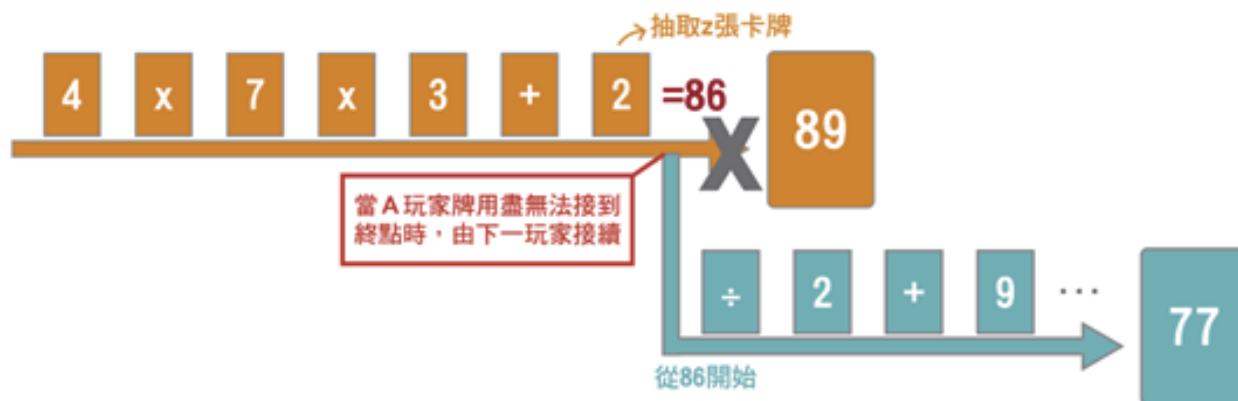 抽取z張卡牌
4 x 7 x 3 + 2 =86
X
89
當A玩家牌用盡無法接到
終點時，由下一玩家接續
÷ 2 + 9 ···
77
從86開始